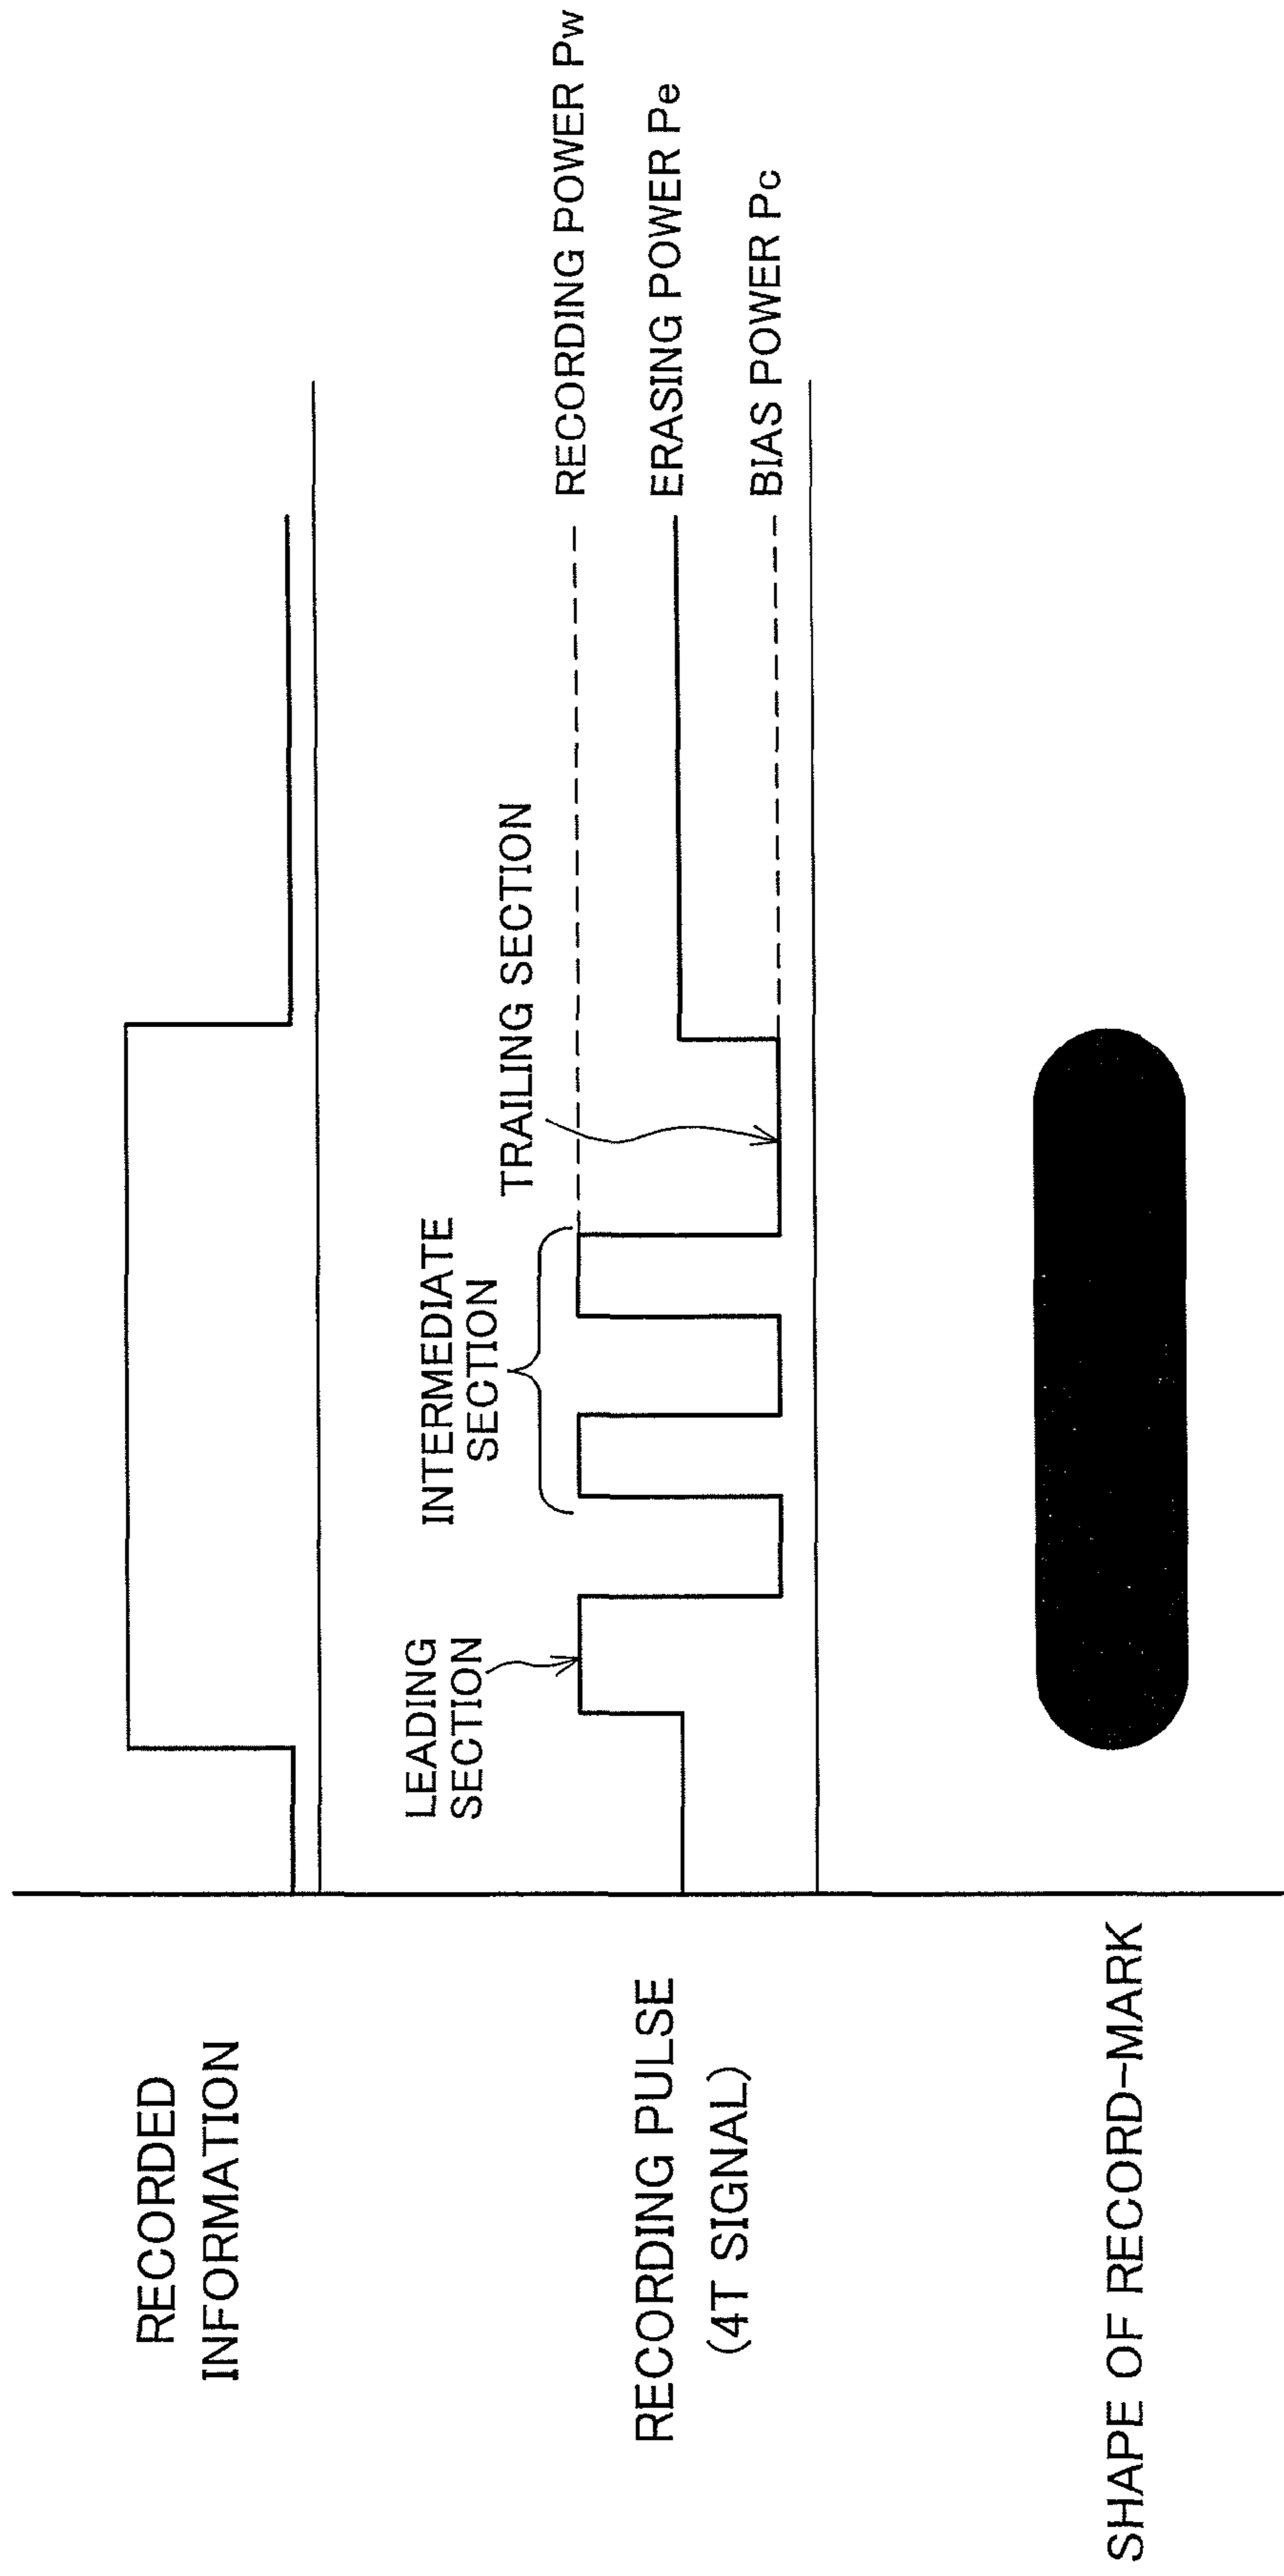 RECORDED
INFORMATION
LEADING
SECTION
INTERMEDIATE
SECTION
TRAILING SECTION
RECORDING POWER Pw
ERASING POWER Pe
BIAS POWER Pc
RECORDING PULSE
(4T SIGNAL)
SHAPE OF RECORD-MARK